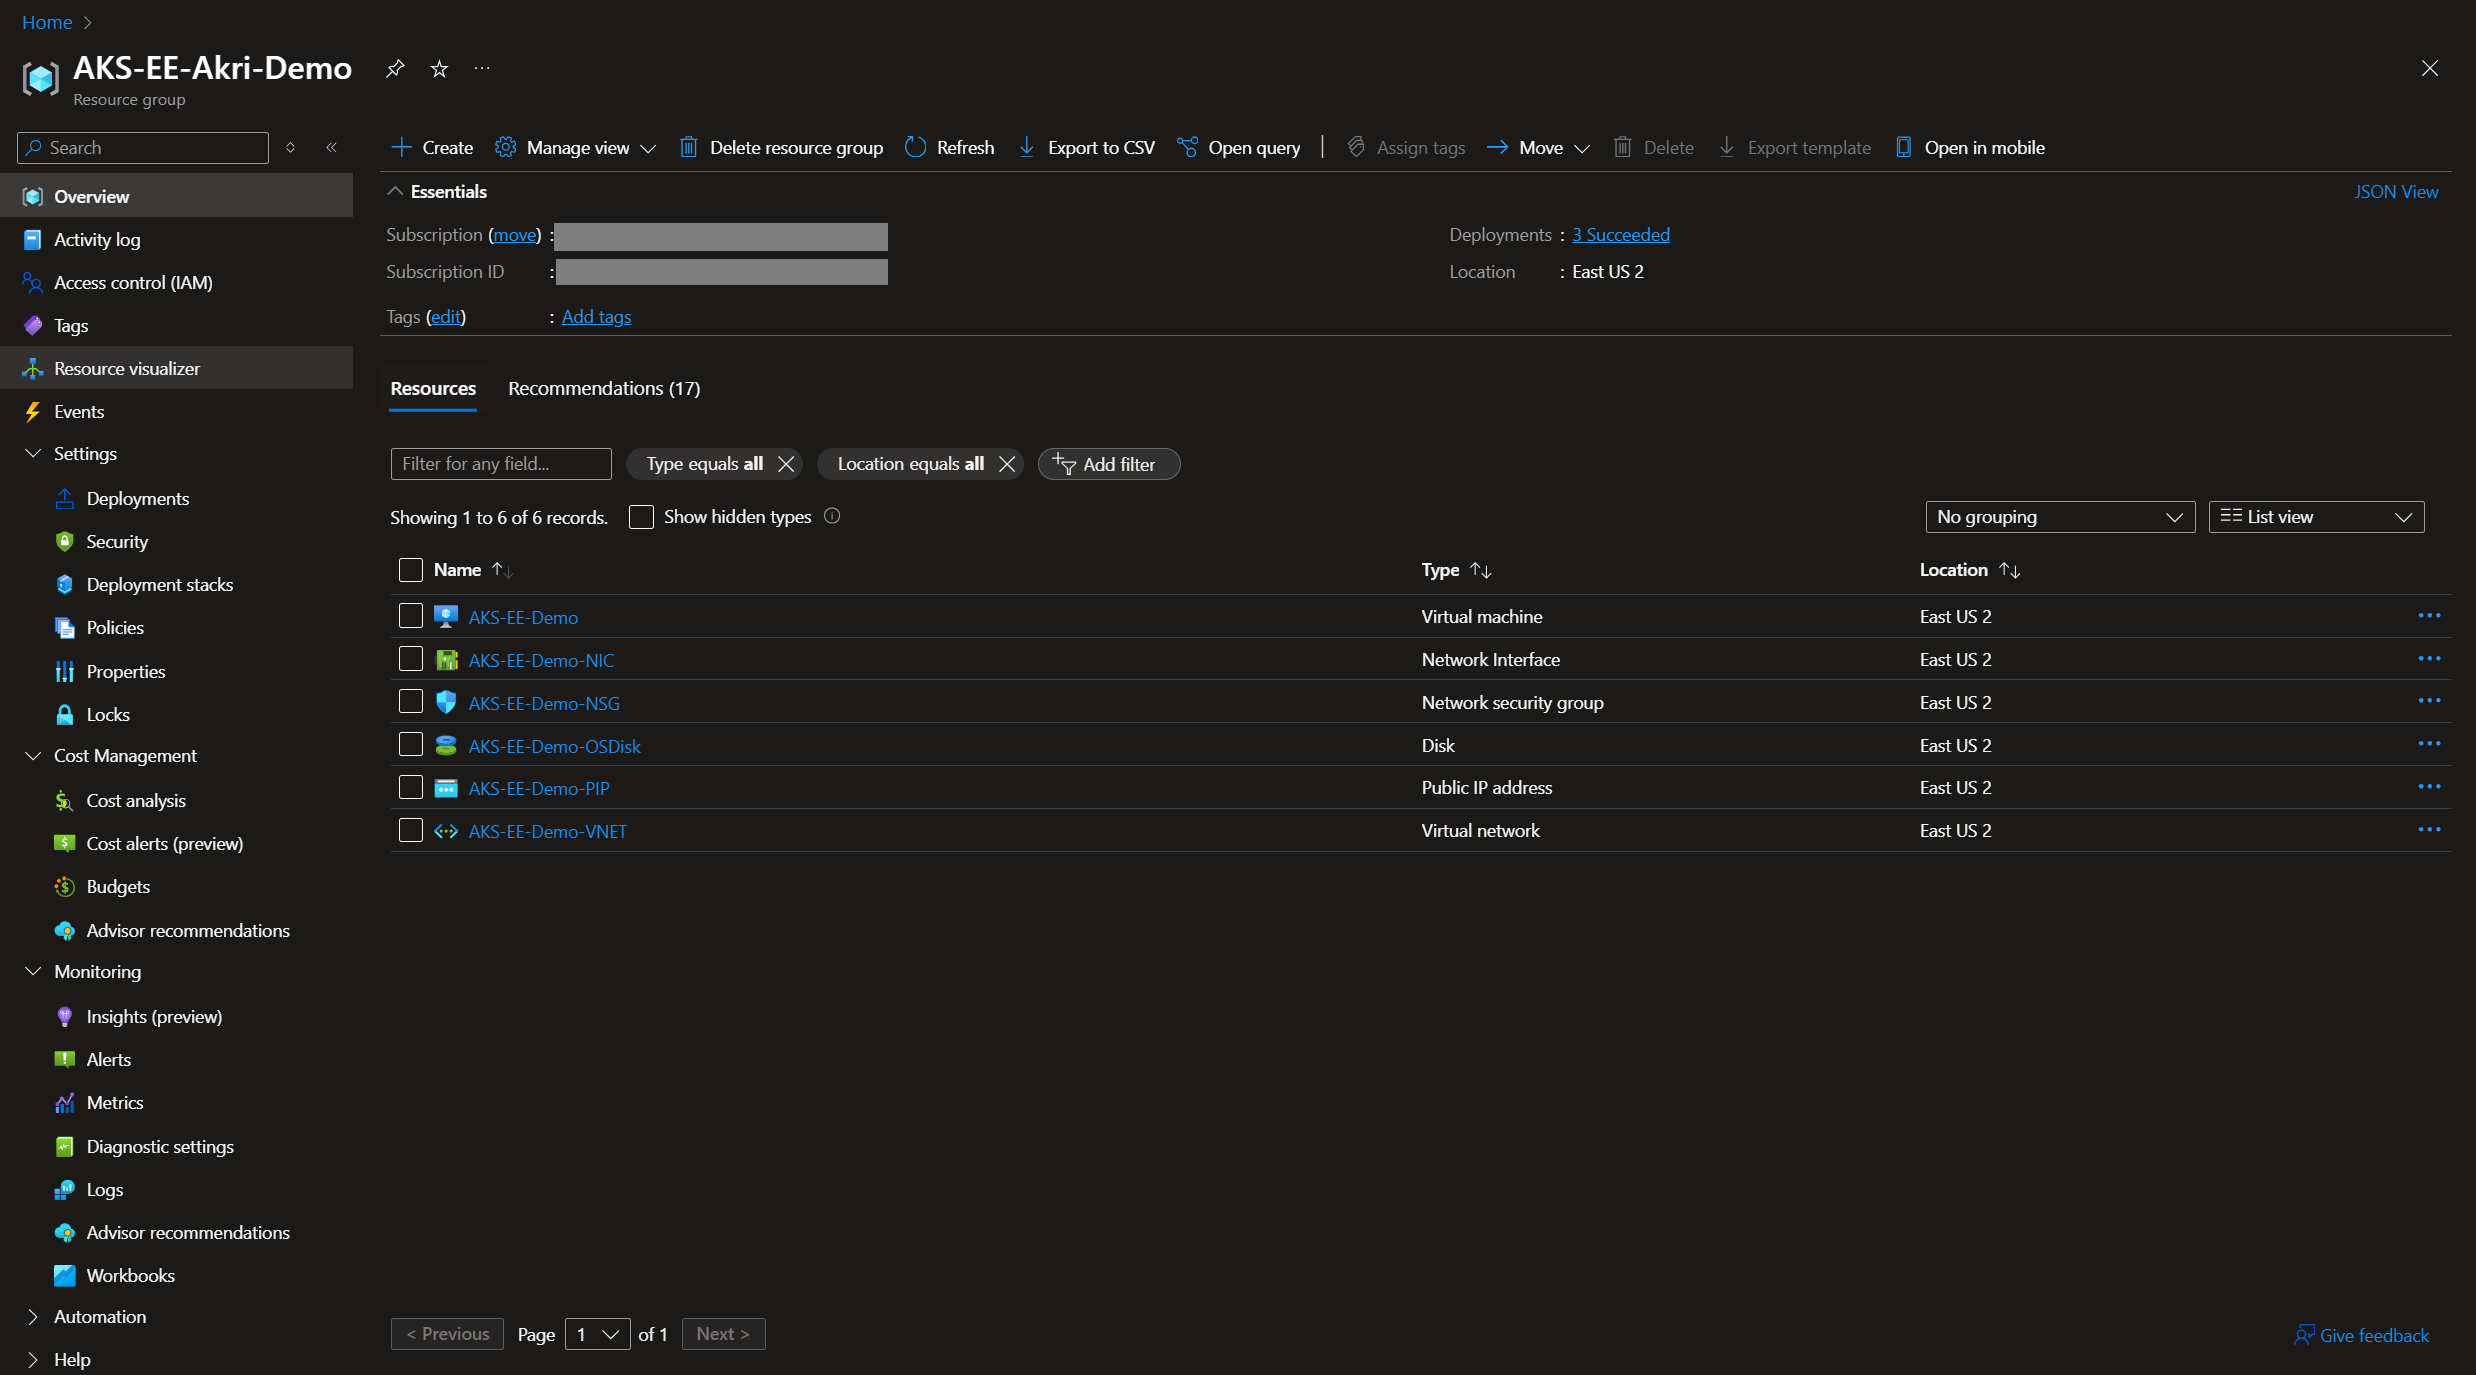 Home
AKS-EE-Akri-Demo
Resource group
Search
Create Manage view Delete resource group Refresh Export to CSV Open query Assign tags Move Delete Export template Open in mobile
Overview
Activity log
Access control (IAM)
Tags
Resource visualizer
Events
Settings
Deployments
Security
Deployment stacks
Policies
Properties
Locks
Cost Management
Cost analysis
Cost alerts (preview)
Budgets
Advisor recommendations
Monitoring
Insights (preview)
Alerts
Metrics
Diagnostic settings
Logs
Advisor recommendations
Workbooks
Automation
Help
Essentials
JSON View
Subscription (move) :
Deployments : 3 Succeeded
Subscription ID :
Location : East US 2
Tags (edit) : Add tags
Resources Recommendations (17)
Filter for any field... Type equals all Location equals all Add filter
Showing 1 to 6 of 6 records. Show hidden types No grouping List view
Name Type Location
AKS-EE-Demo Virtual machine East US 2
AKS-EE-Demo-NIC Network Interface East US 2
AKS-EE-Demo-NSG Network security group East US 2
AKS-EE-Demo-OSDisk Disk East US 2
AKS-EE-Demo-PIP Public IP address East US 2
AKS-EE-Demo-VNET Virtual network East US 2
< Previous Page 1 of 1 Next >
Give feedback